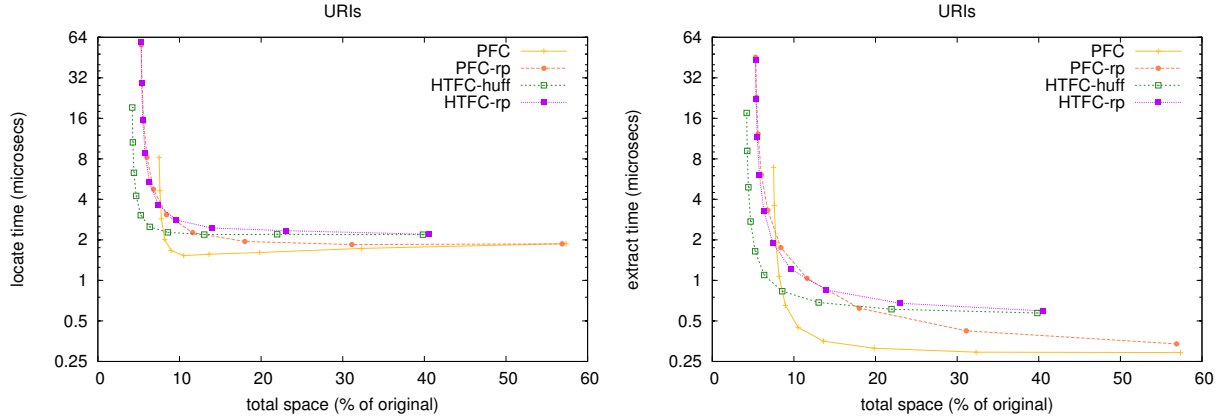 URIs
64
32
16
8
4
2
1
0.5
0.25
locate time (microsecs)
0 10 20 30 40 50 60
total space (% of original)
PFC
PFC-rp
HTFC-huff
HTFC-rp
URIs
64
32
16
8
4
2
1
0.5
0.25
extract time (microsecs)
0 10 20 30 40 50 60
total space (% of original)
PFC
PFC-rp
HTFC-huff
HTFC-rp